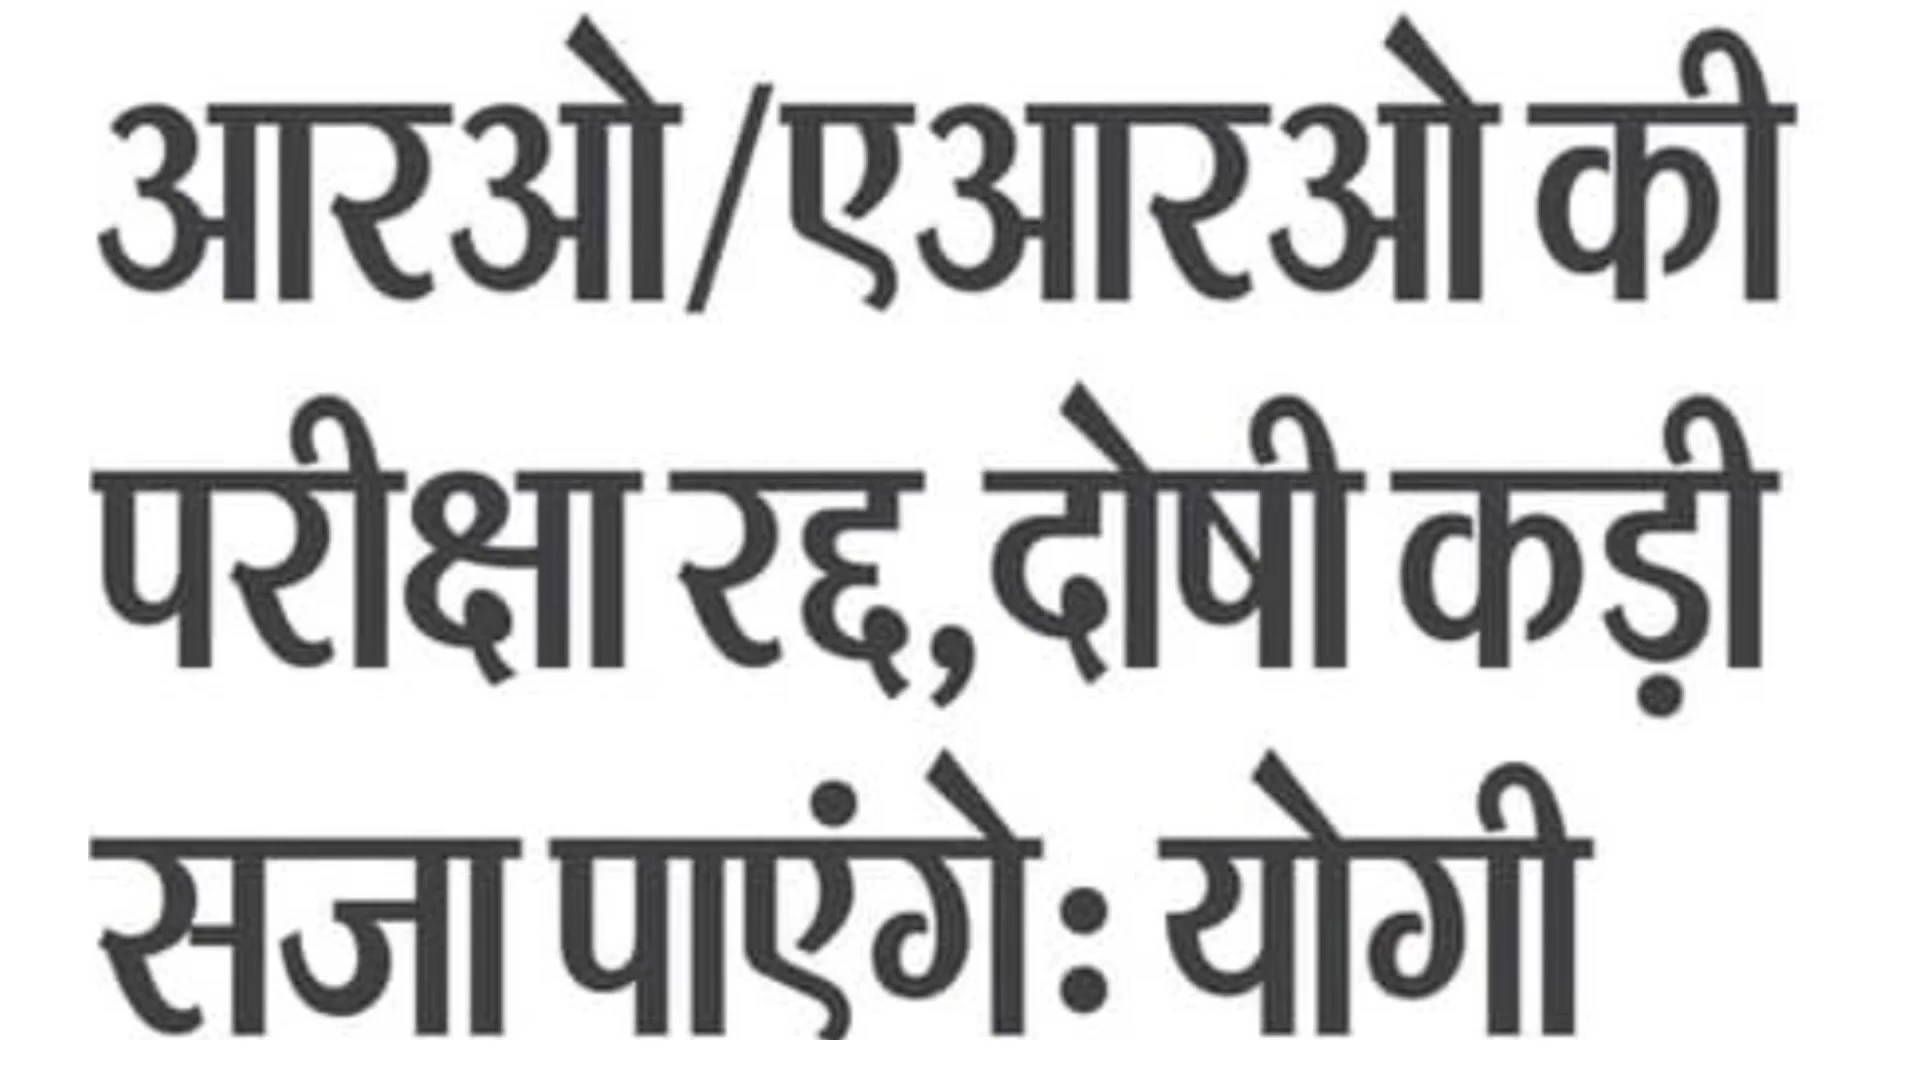 आरओ/एआरओ की
परीक्षा रद्द, दोषी कड़ी
सजा पाएंगे: योगी